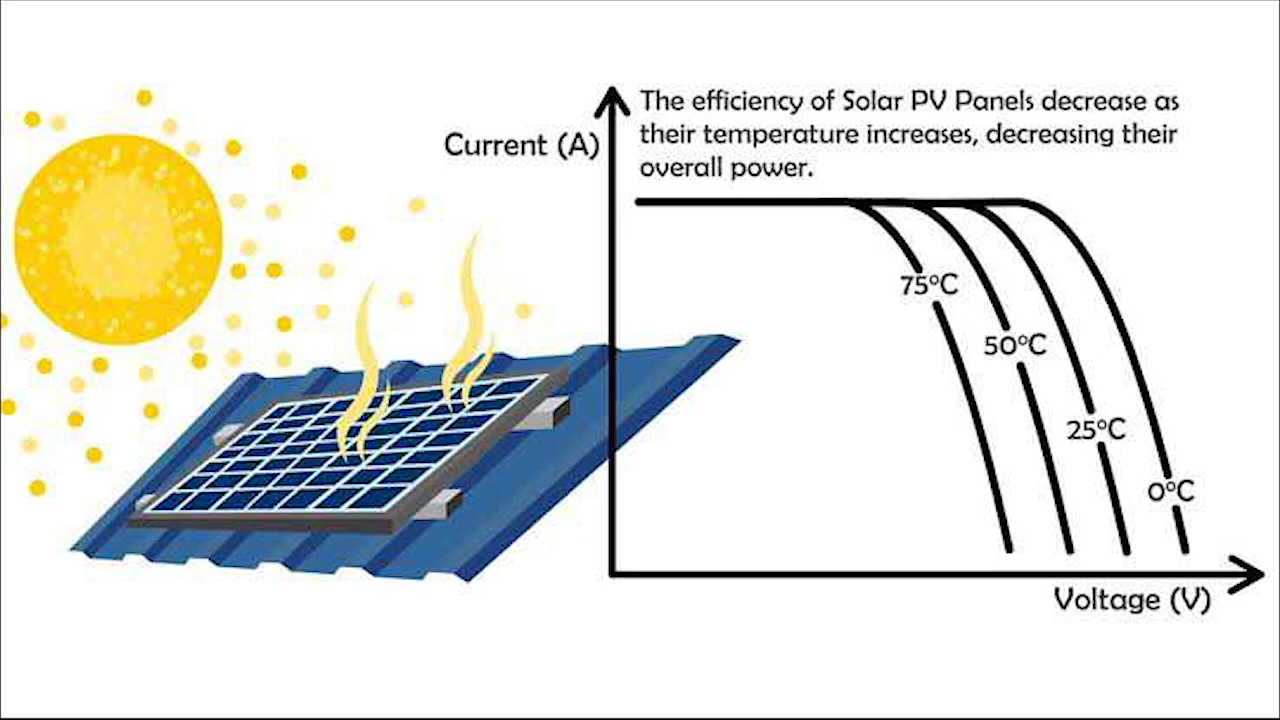 The efficiency of Solar PV Panels decrease as
their temperature increases, decreasing their
overall power.
Current (A)
75°C
50°C
25°C
0°C
Voltage (V)